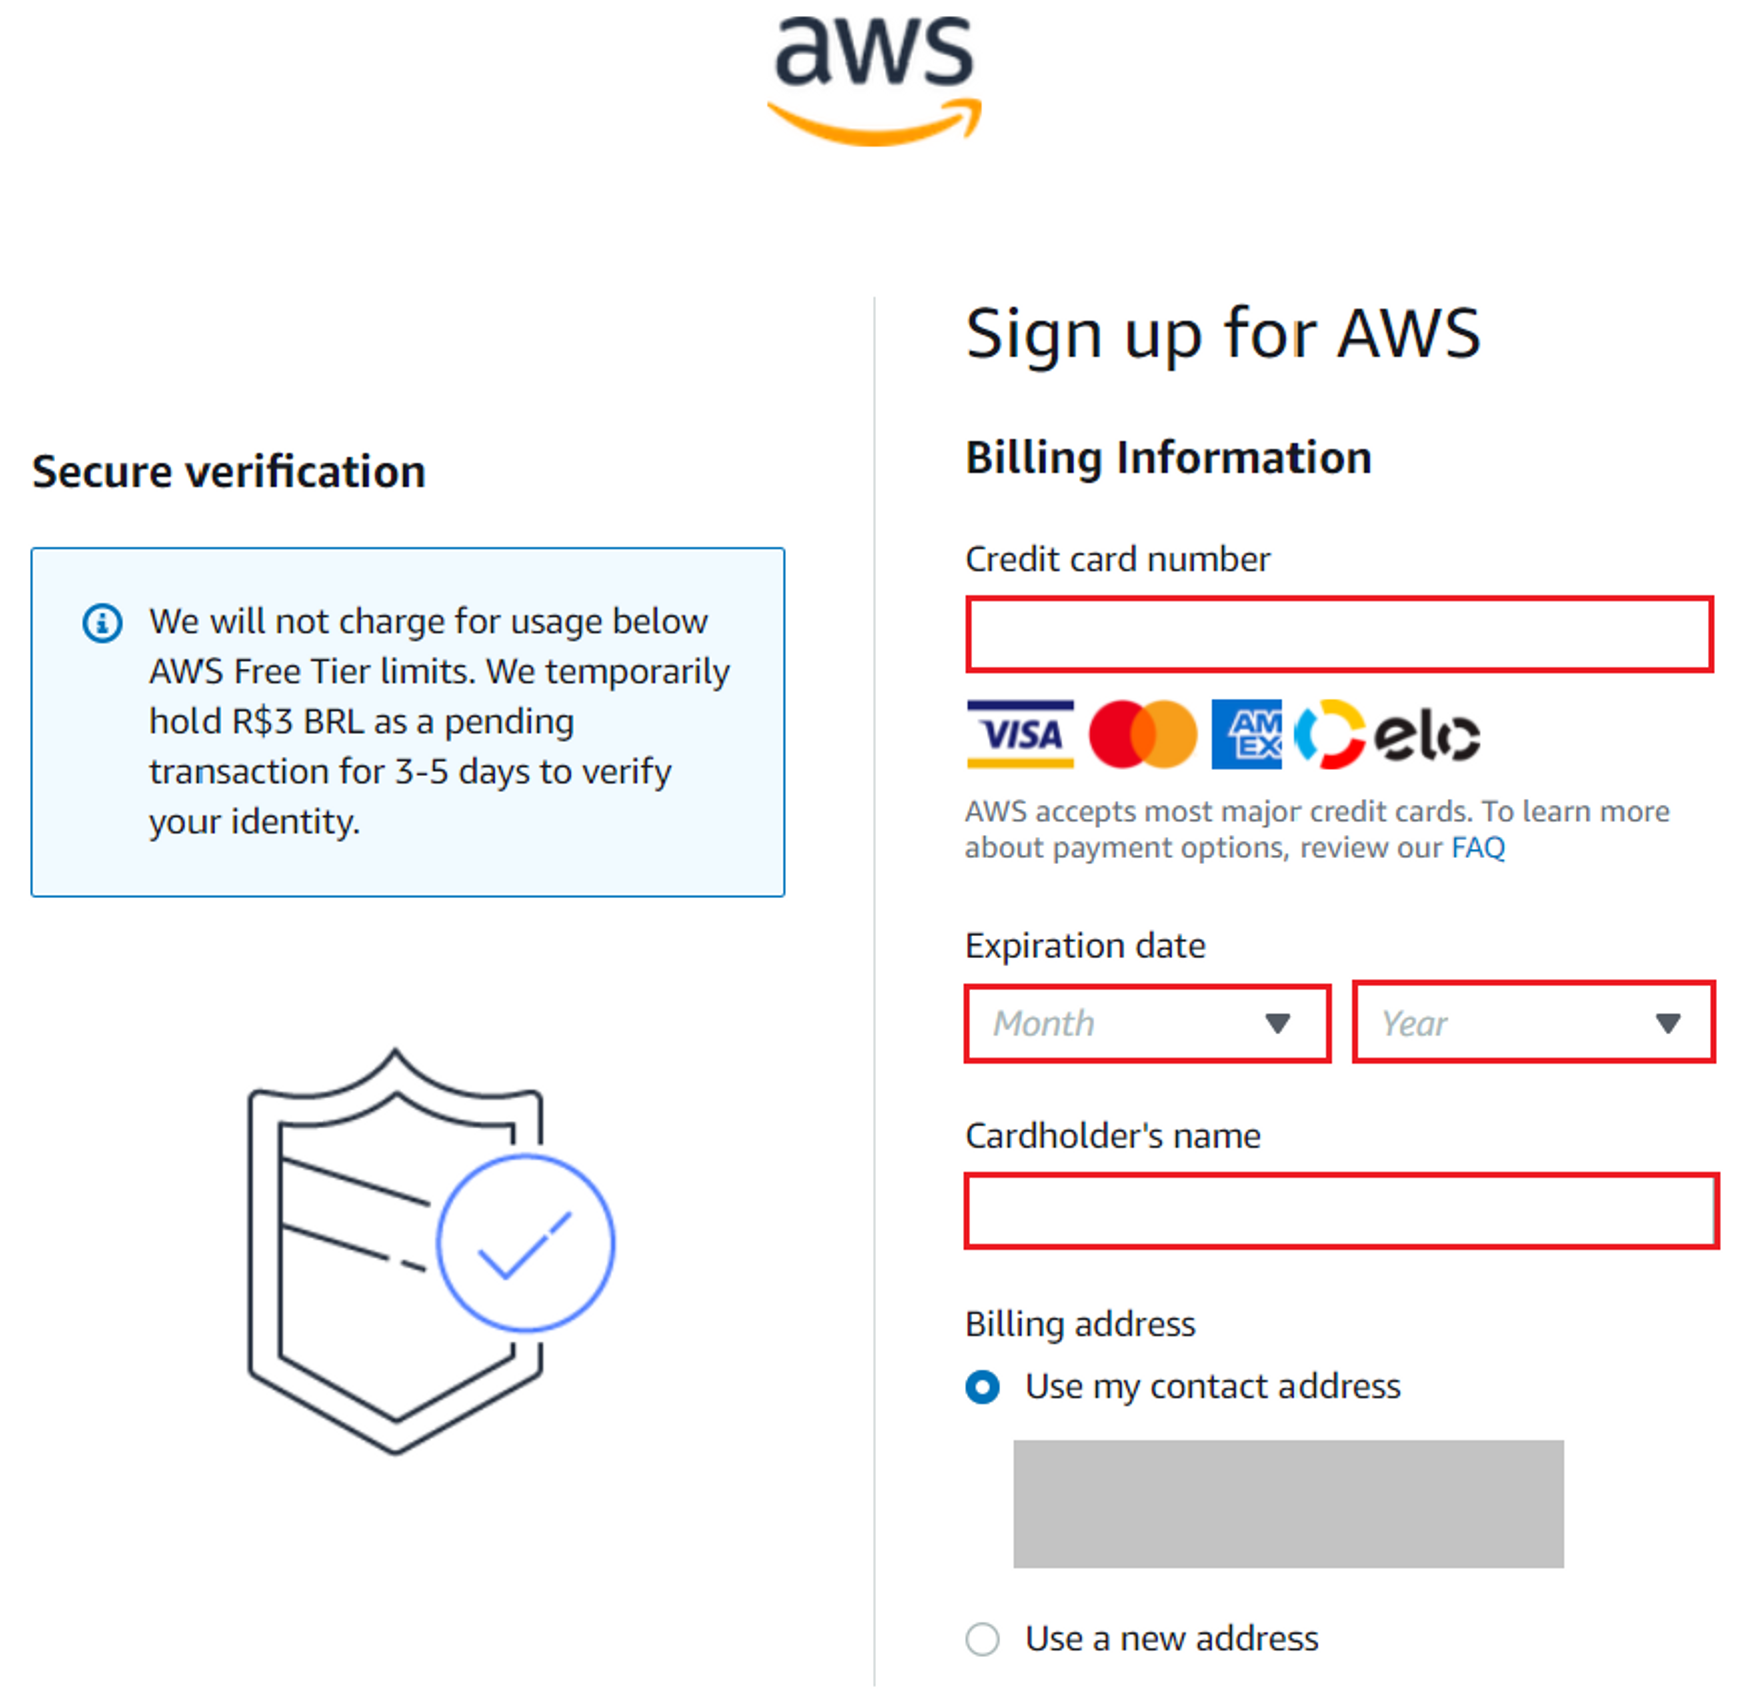 aws
Secure verification
We will not charge for usage below
AWS Free Tier limits. We temporarily
hold R$3 BRL as a pending
transaction for 3-5 days to verify
your identity.
Sign up for AWS
Billing Information
Credit card number
VISA
AM
EX
elo
AWS accepts most major credit cards. To learn more
about payment options, review our FAQ
Expiration date
Month
Year
Cardholder's name
Billing address
Use my contact address
Use a new address